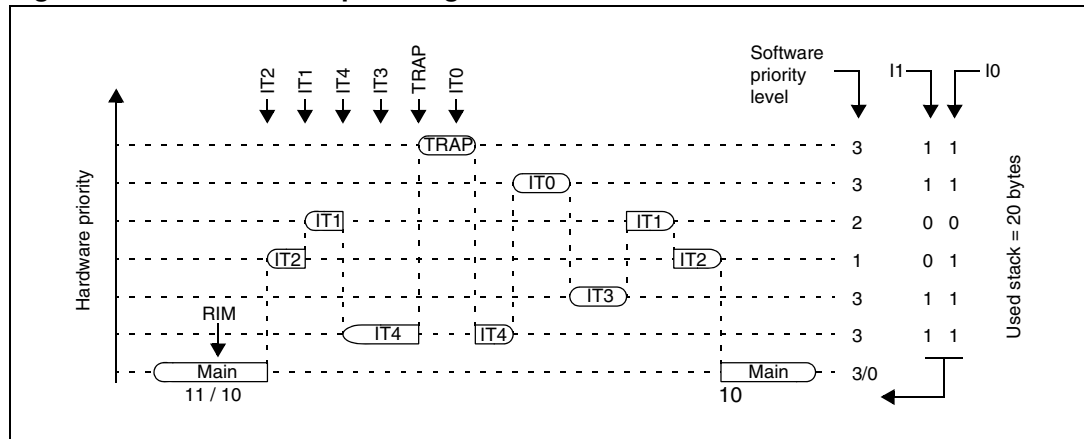 IT2
IT1
IT4
IT3
TRAP
IT0
Software
priority
level
I1
I0
TRAP
3
1 1
IT0
3
1 1
IT1
IT1
2
0 0
IT2
IT2
1
0 1
IT3
3
1 1
RIM
IT4
IT4
3
1 1
Main
Main
3/0
11 / 10
10
Hardware priority
Used stack = 20 bytes